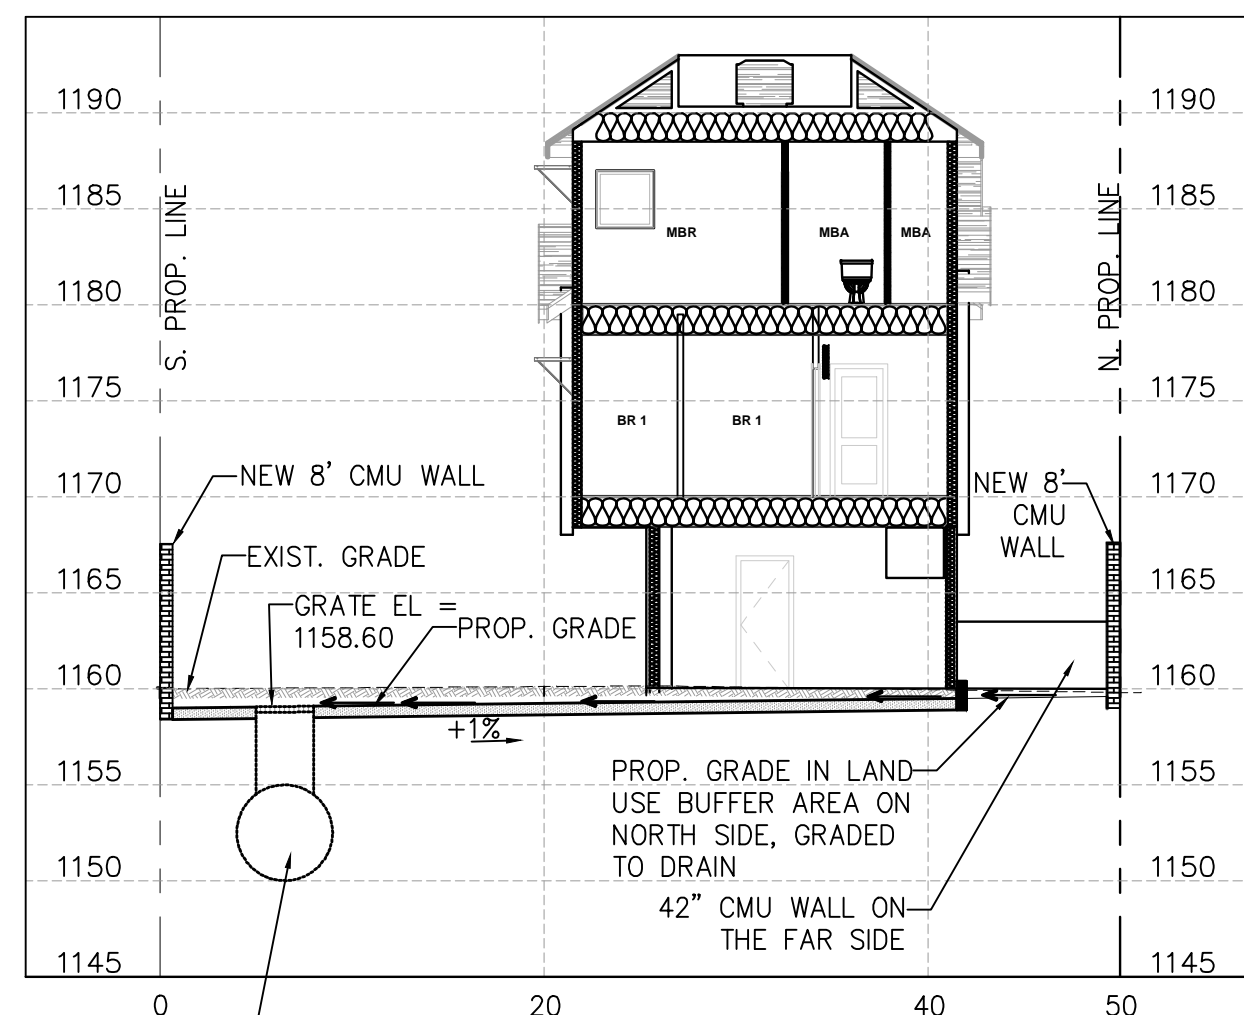 1190
1190
1185
1185
S. PROP. LINE
N. PROP. LINE
MBR
MBA
MBA
1180
1180
1175
1175
BR 1
BR 1
1170
1170
NEW 8' CMU WALL
NEW 8'
CMU
WALL
EXIST. GRADE
1165
1165
GRATE EL =
1158.60
PROP. GRADE
1160
1160
+1%
PROP. GRADE IN LAND
USE BUFFER AREA ON
NORTH SIDE, GRADED
TO DRAIN
1155
1155
1150
1150
42" CMU WALL ON
THE FAR SIDE
1145
1145
0
20
40
50